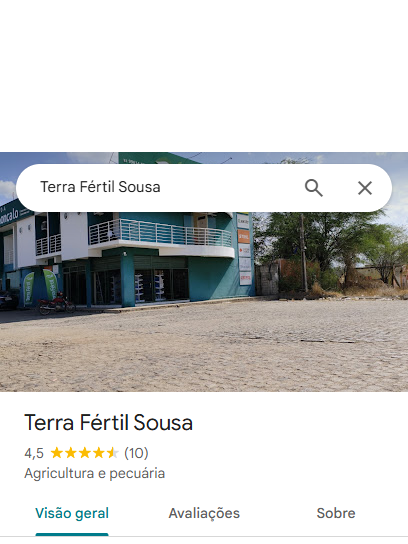 Terra Fértil Sousa
Terra Fértil Sousa
4,5 (10)
Agricultura e pecuária
Visão geral Avaliações Sobre